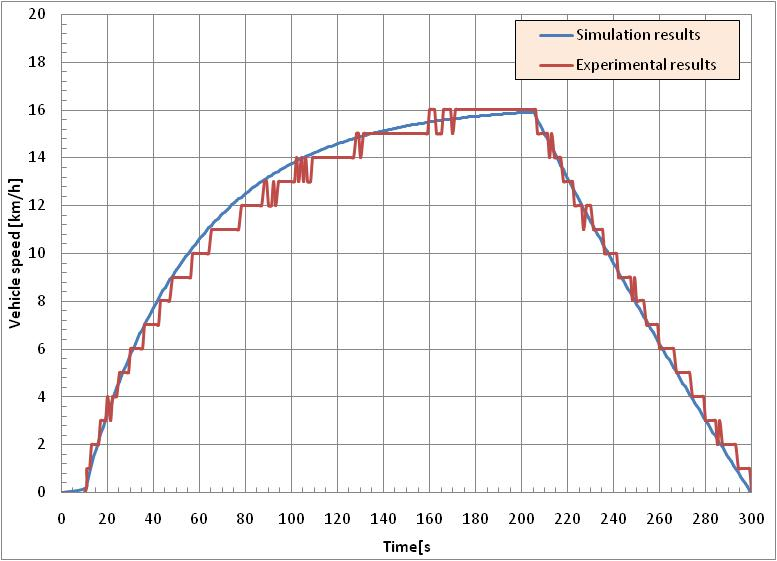 20
18
16
14
12
10
8
6
4
2
0
Vehicle speed [km/h]
Simulation results
Experimental results
0 20 40 60 80 100 120 140 160 180 200 220 240 260 280 300
Time[s